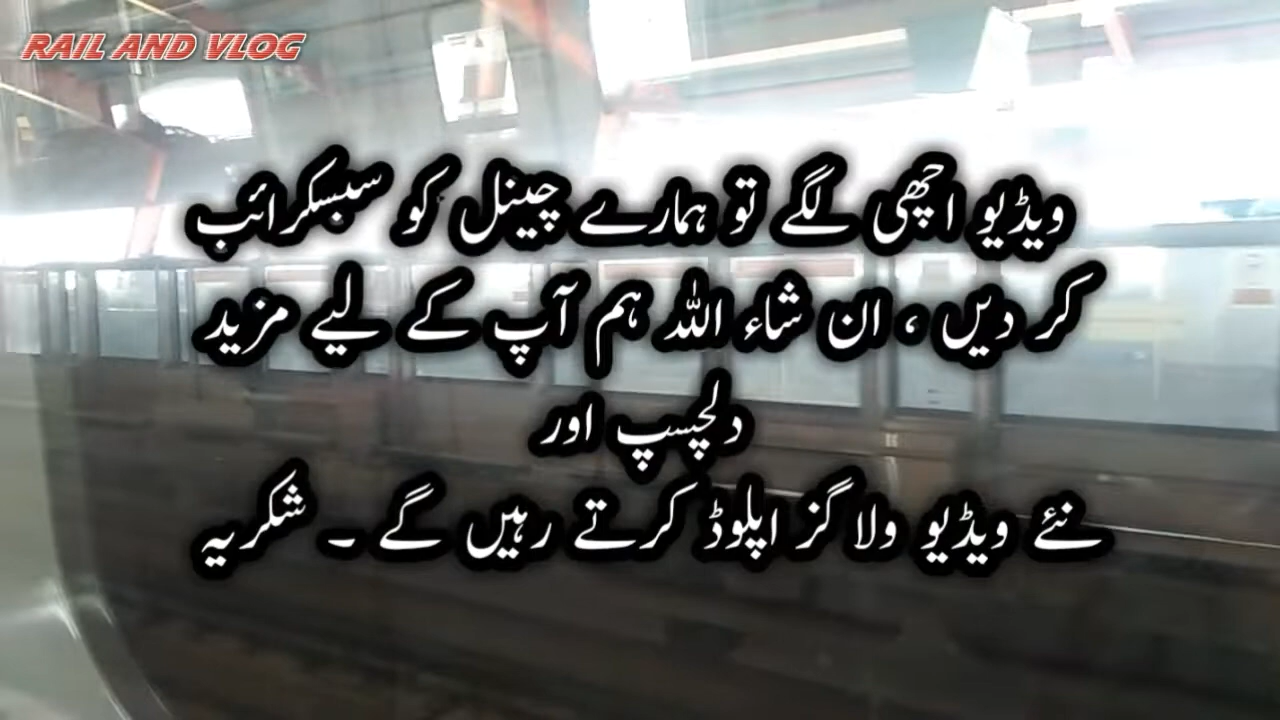 RAIL AND VLOG
ویڈیو اچھی لگے تو ہمارے چینل کو سبسکرائب
کر دیں ، ان شاء اللہ ہم آپ کے لیے مزید
دلچسپ اور
نئے ویڈیو ولاگز اپلوڈ کرتے رہیں گے ۔ شکریہ